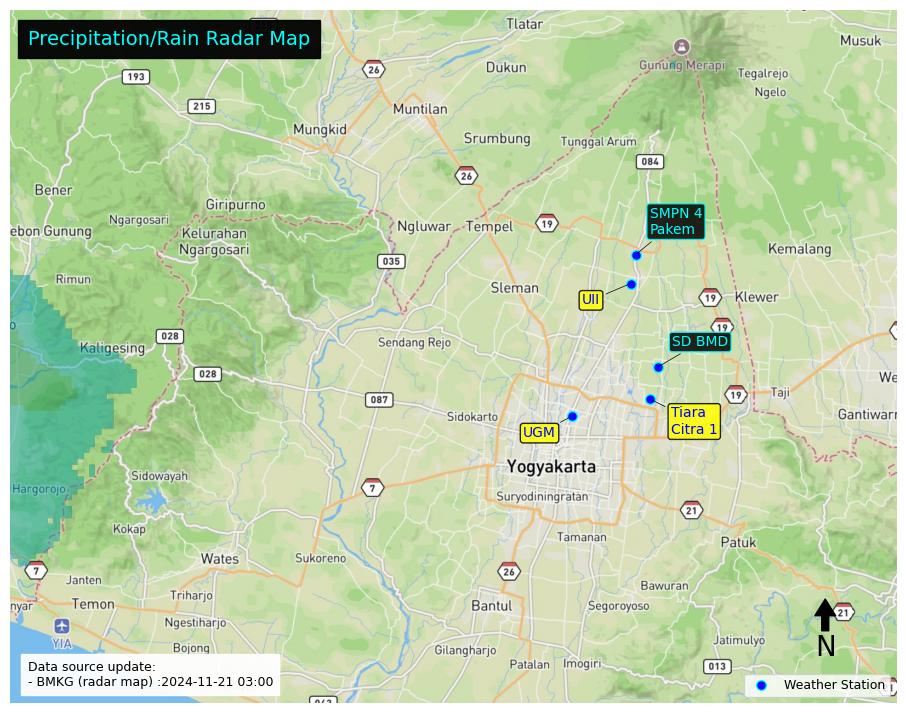 Precipitation/Rain Radar Map
Tlatar
Musuk
26
193
Dukun
Gunung Merapi
Tegalrejo
Ngelo
215
Muntilan
Mungkid
Srumbung
Tunggal Arum
084
26
Bener
Giripurno
Ngargosari
SMPN 4
Pakem
Ngluwar
Tempel
19
ebon Gunung
Kelurahan
Ngargosari
Kemalang
035
Rimun
Sleman
UII
19
Klewer
19
028
Kaligesing
Sendang Rejo
SD BMD
028
We
19
Taji
087
Sidokarto
Tiara
Citra 1
Gantiwarn
UGM
Yogyakarta
Sidowayah
7
Hargorojo
Suryodiningratan
21
Kokap
Tamanan
Patuk
Wates
Sukoreno
7
26
Janten
Bawuran
Triharjo
nyar
Temon
Bantul
Segoroyoso
21
Ngestiharjo
YIA
N
Bojong
Gilangharjo
Jatimulyo
Patalan
Imogiri
013
Data source update:
- BMKG (radar map) :2024-11-21 03:00
Weather Station